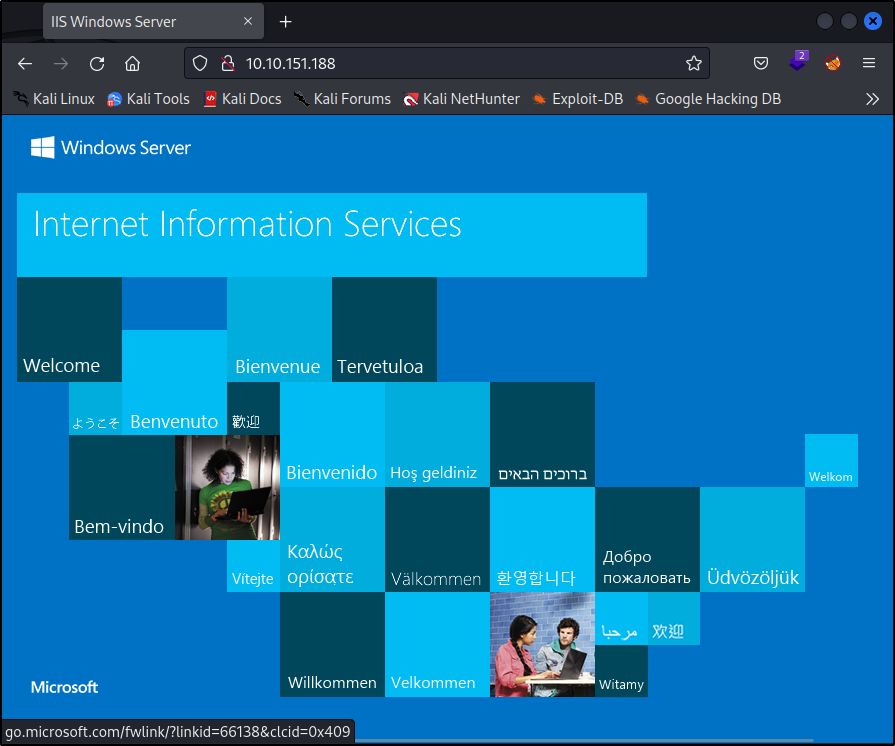 IIS Windows Server
10.10.151.188
2
Kali Linux
Kali Tools
Kali Docs
Kali Forums
Kali NetHunter
Exploit-DB
Google Hacking DB
Windows Server
Internet Information Services
Welcome
Bienvenue
Tervetuloa
ようこそ
Benvenuto
歡迎
Bienvenido
Hoş geldiniz
ברוכים הבאים
Welkom
Bem-vindo
Vítejte
Καλώς
ορίσατε
Välkommen
환영합니다
Добро
пожаловать
Üdvözöljük
Willkommen
Velkommen
مرحبا
欢迎
Witamy
Microsoft
go.microsoft.com/fwlink/?linkid=66138&clcid=0x409